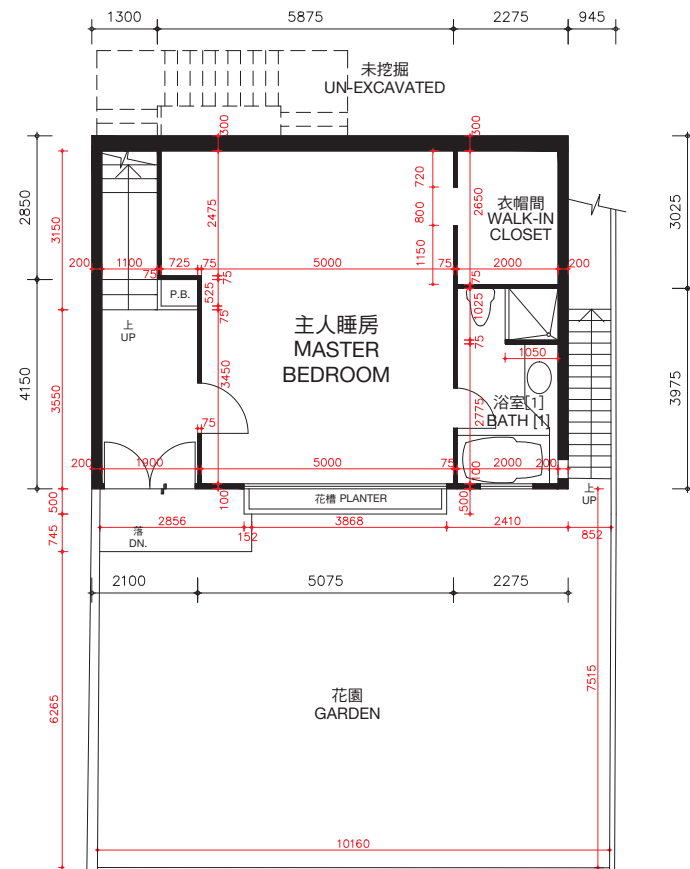 1300
5875
2275
945
未挖掘
UN-EXCAVATED
300
300
2850
3150
2475
720
800
1150
2650
衣帽間
WALK-IN
CLOSET
3025
200
1100
725
75
5000
75
2000
200
75
75
75
525
P.B.
75
1025
75
1050
上
UP
主人睡房
MASTER
BEDROOM
4150
3550
3450
75
2775
浴室[1]
BATH [1]
3975
200
1900
5000
75
700
2000
200
100
500
花槽 PLANTER
500
上
UP
745
落
DN.
2856
152
3868
2410
852
2100
5075
2275
6265
7515
花園
GARDEN
10160